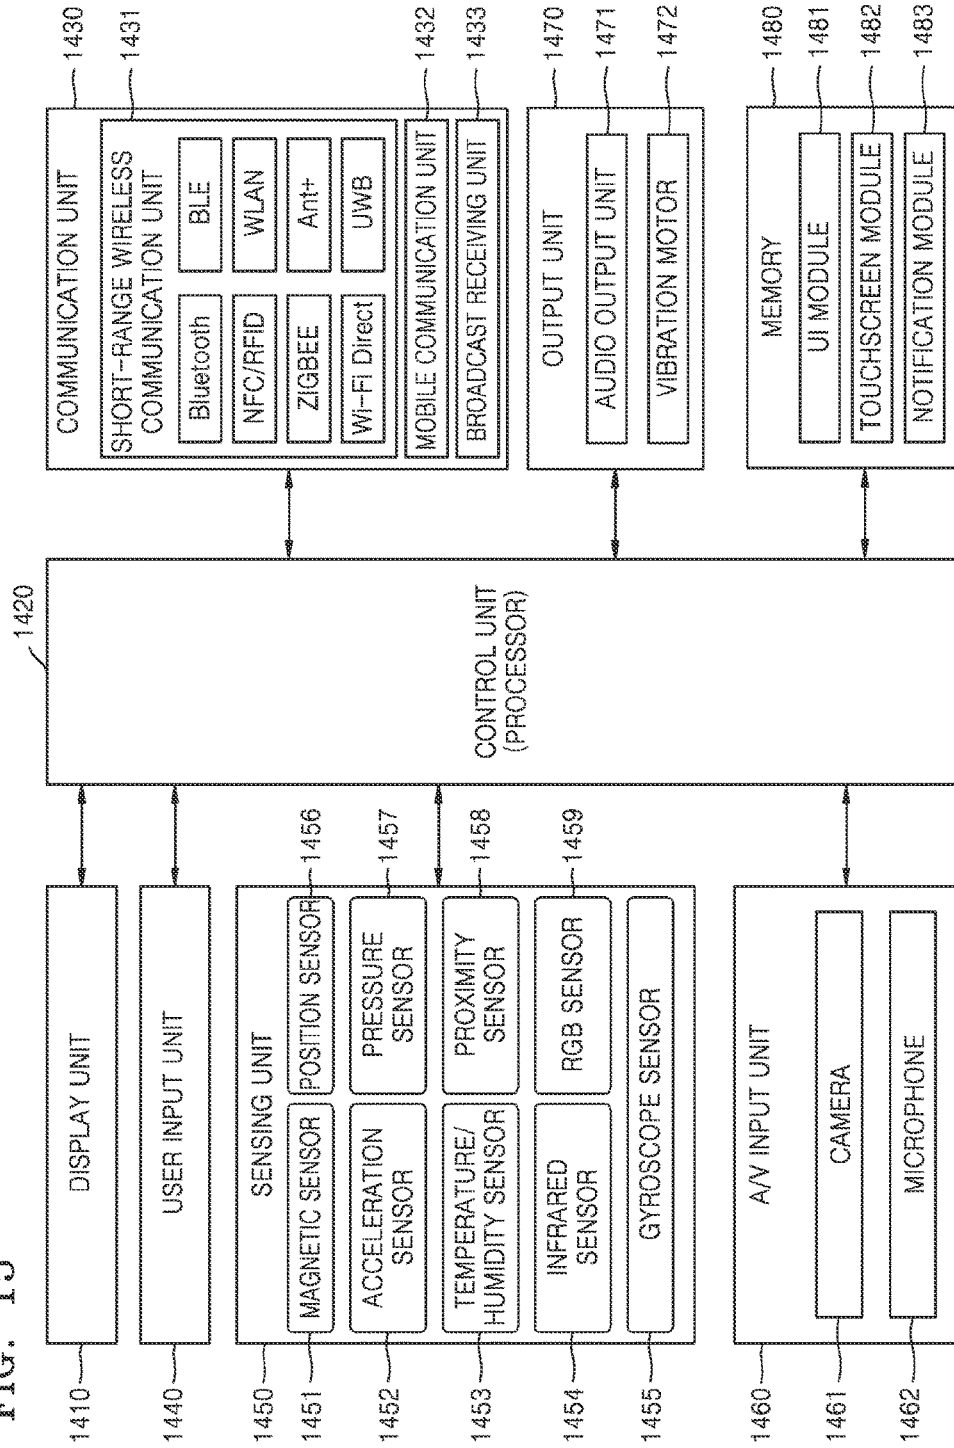 FIG.
1410
DISPLAY UNIT
1440
USER INPUT UNIT
1450
SENSING UNIT
1451
MAGNETIC SENSOR
POSITION SENSOR
1456
1452
ACCELERATION
SENSOR
PRESSURE
SENSOR
1457
1453
TEMPERATURE/
HUMIDITY SENSOR
PROXIMITY
SENSOR
1458
1454
INFRARED
SENSOR
RGB SENSOR
1459
1455
GYROSCOPE SENSOR
1460
A/V INPUT UNIT
1461
CAMERA
1462
MICROPHONE
1420
CONTROL UNIT
(PROCESSOR)
COMMUNICATION UNIT
1430
SHORT-RANGE WIRELESS
COMMUNICATION UNIT
1431
Bluetooth
BLE
NFC/RFID
WLAN
ZIGBEE
Ant+
Wi-Fi Direct
UWB
MOBILE COMMUNICATION UNIT
1432
BROADCAST RECEIVING UNIT
1433
OUTPUT UNIT
1470
AUDIO OUTPUT UNIT
1471
VIBRATION MOTOR
1472
MEMORY
1480
UI MODULE
1481
TOUCHSCREEN MODULE
1482
NOTIFICATION MODULE
1483